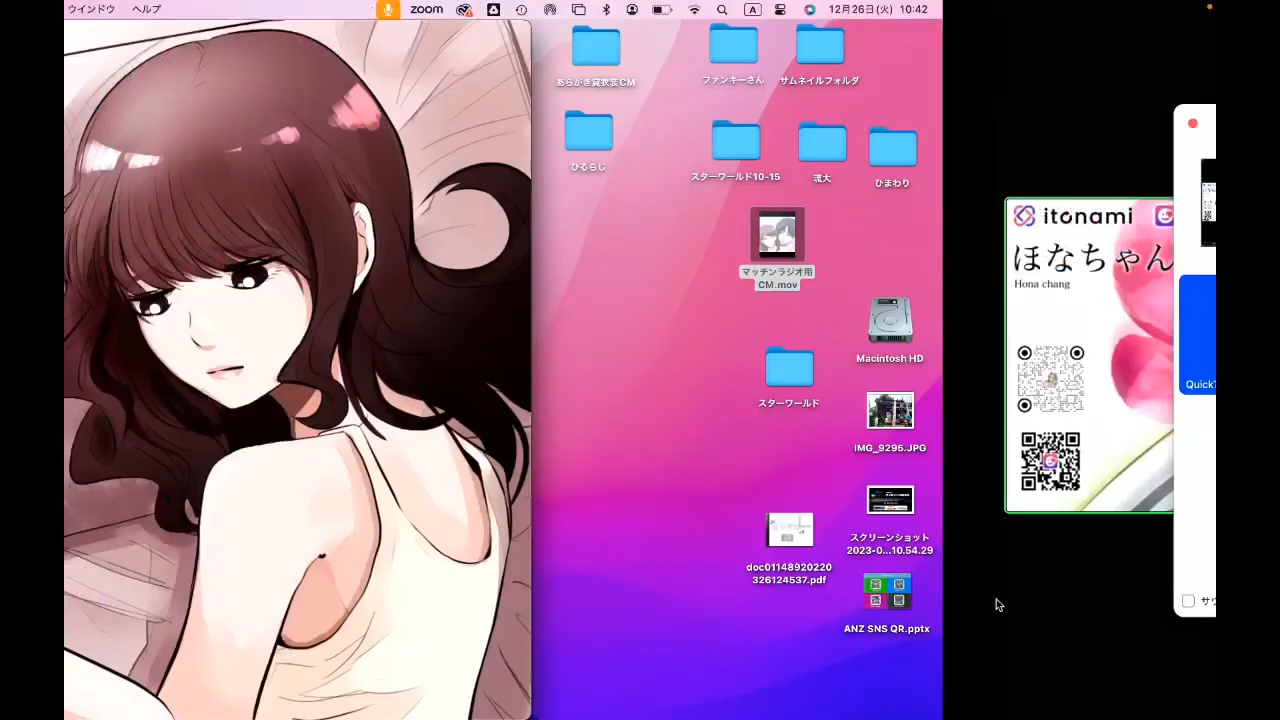 ウインドウ ヘルプ zoom A 12月26日(火) 10:42
あらがき貸衣装CM
ファンキーさん
サムネイルフォルダ
ひるらじ
スターワールド10-15
琉大
ひまわり
マッチンラジオ用
CM.mov
Macintosh HD
スターワールド
IMG_9295.JPG
doc01148920220
326124537.pdf
スクリーンショット
2023-0...10.54.29
ANZ SNS QR.pptx
itonami
ほなちゃん
Hona chang
Quick
サウ